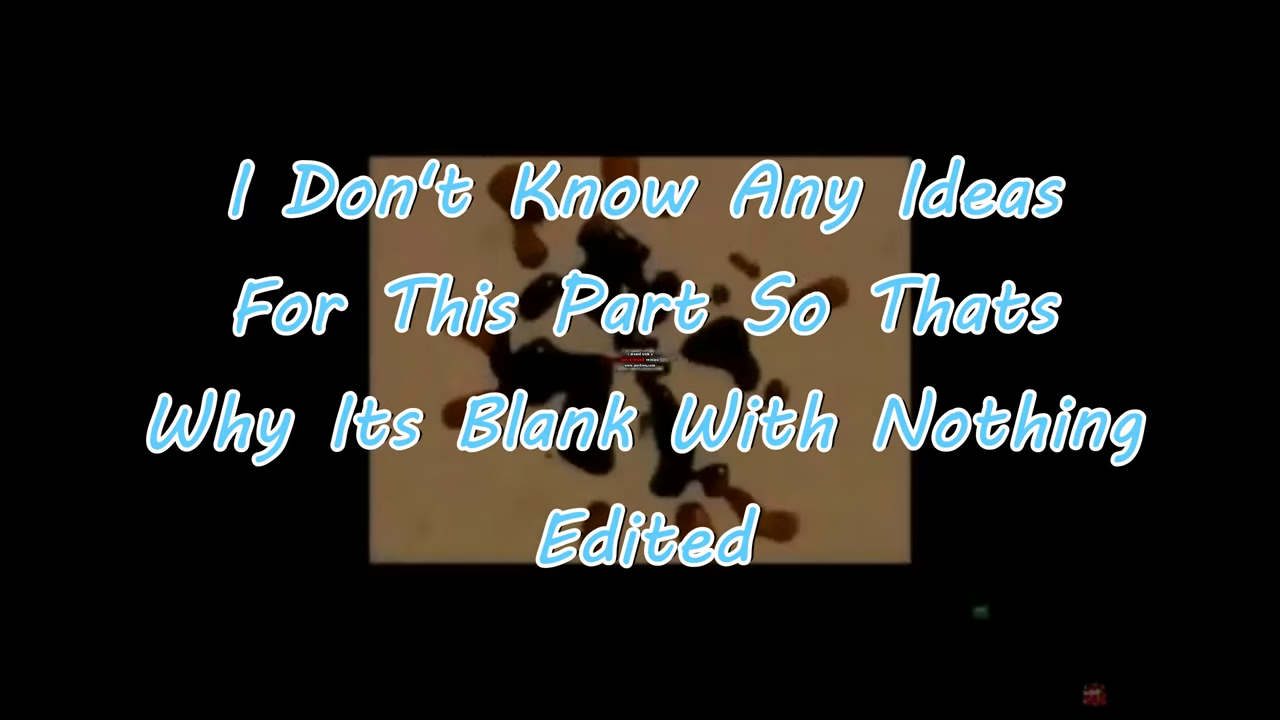 I Don't Know Any Ideas
For This Part So Thats
Why Its Blank With Nothing
Edited